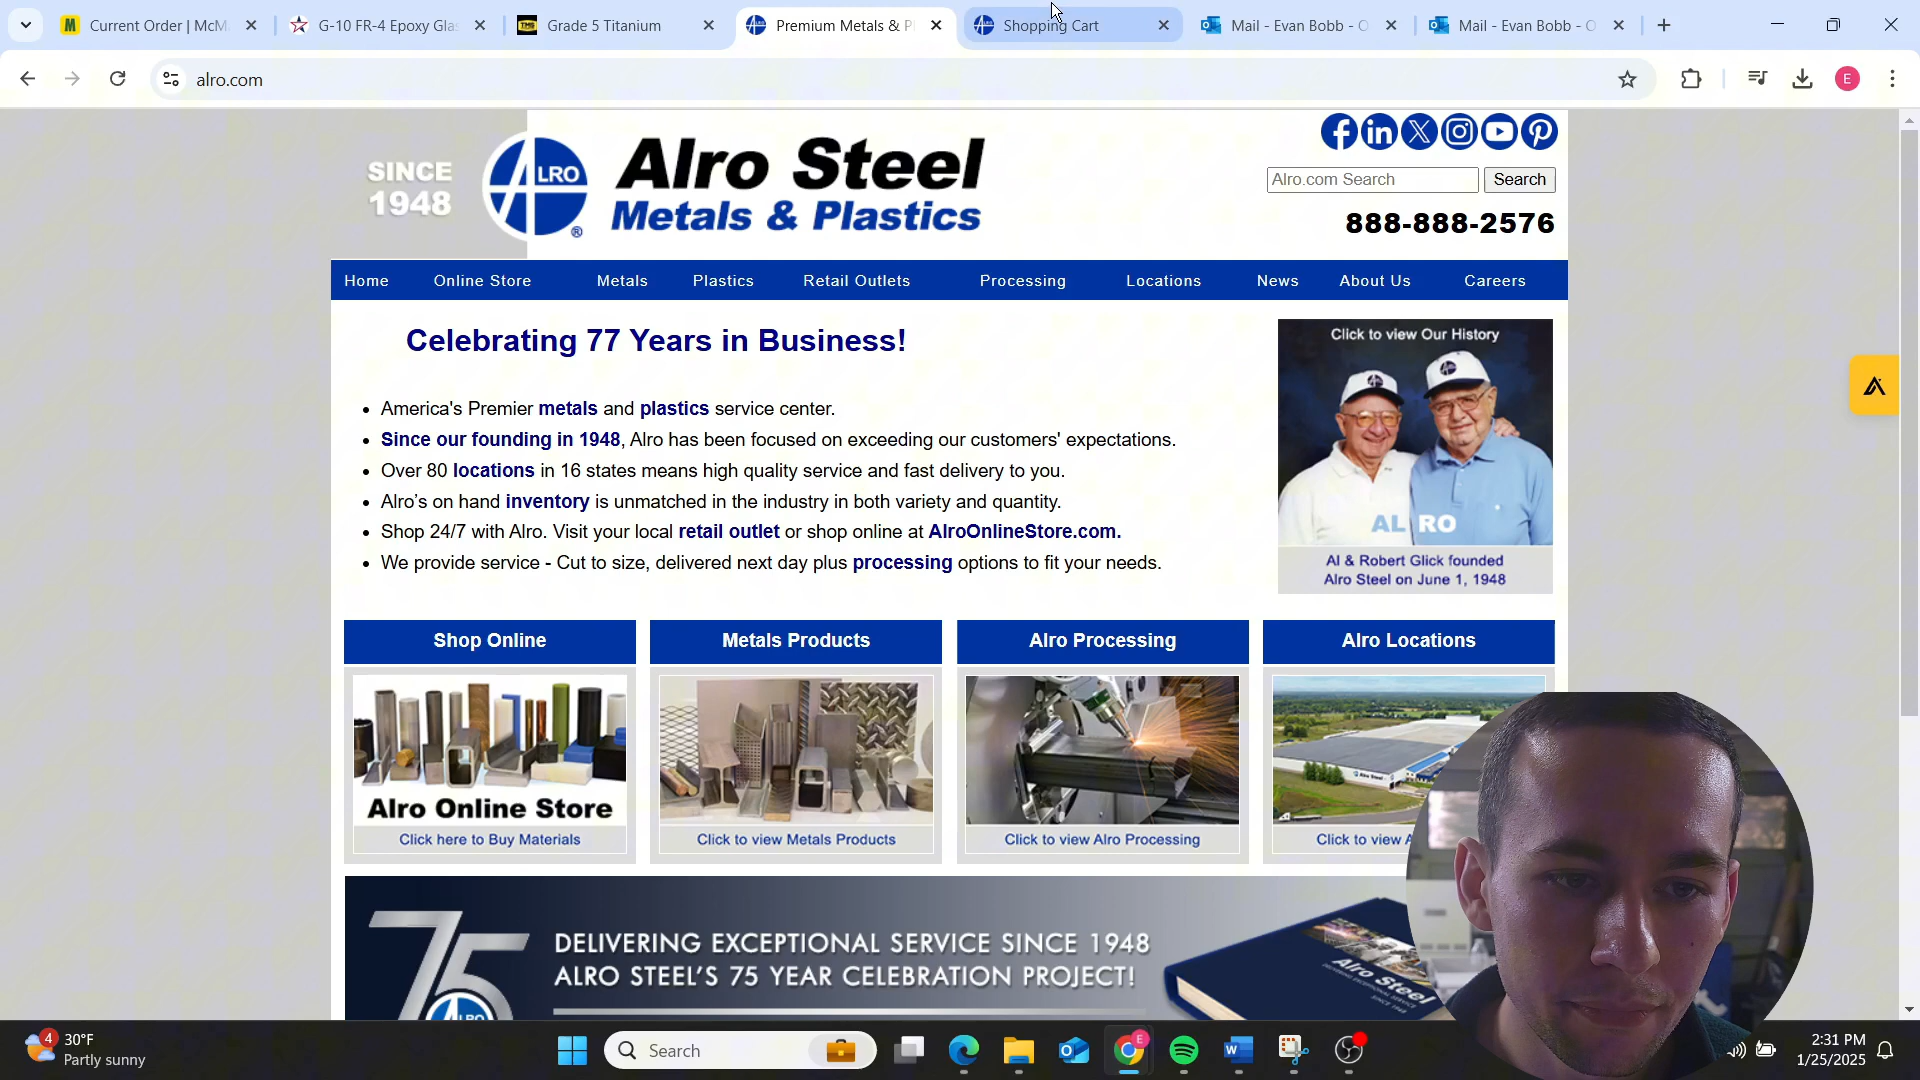 Current Order | McM
G-10 FR-4 Epoxy Gla
Grade 5 Titanium
Premium Metals & P
Shopping Cart
Mail - Evan Bobb - O
Mail - Evan Bobb - O
alro.com
E
SINCE
1948
ALRO
®
Alro Steel
Metals & Plastics
Alro.com Search
Search
888-888-2576
Home
Online Store
Metals
Plastics
Retail Outlets
Processing
Locations
News
About Us
Careers
Celebrating 77 Years in Business!
• America's Premier metals and plastics service center.
• Since our founding in 1948, Alro has been focused on exceeding our customers' expectations.
• Over 80 locations in 16 states means high quality service and fast delivery to you.
• Alro's on hand inventory is unmatched in the industry in both variety and quantity.
• Shop 24/7 with Alro. Visit your local retail outlet or shop online at AlroOnlineStore.com.
• We provide service - Cut to size, delivered next day plus processing options to fit your needs.
Click to view Our History
AL RO
Al & Robert Glick founded
Alro Steel on June 1, 1948
Shop Online
Metals Products
Alro Processing
Alro Locations
Alro Online Store
Click here to Buy Materials
Click to view Metals Products
Click to view Alro Processing
Click to view A
75
ALRO
DELIVERING EXCEPTIONAL SERVICE SINCE 1948
ALRO STEEL'S 75 YEAR CELEBRATION PROJECT!
Alro Steel
4
30°F
Partly sunny
Search
E
2:31 PM
1/25/2025